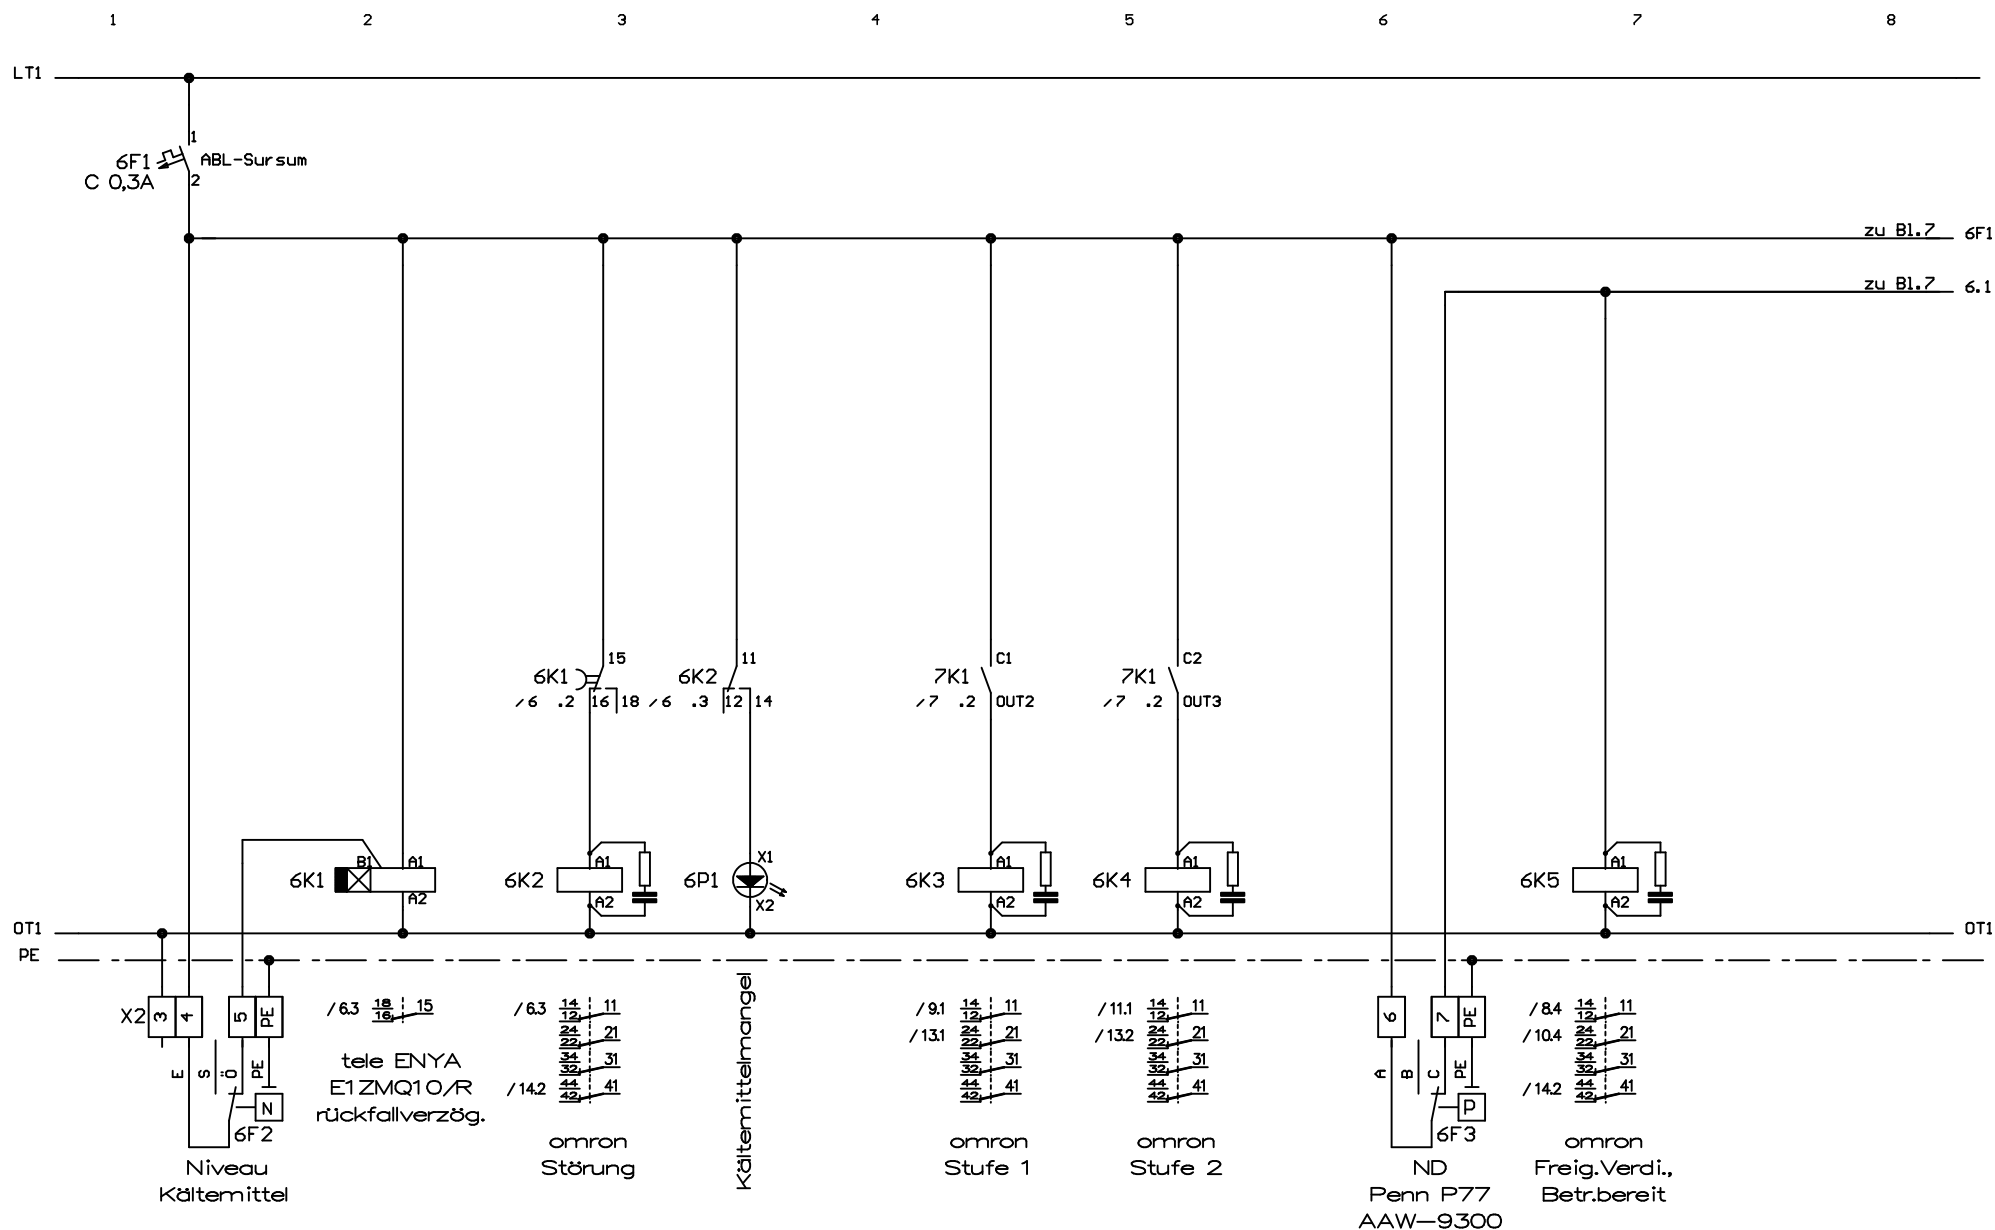 1 2 3 4 5 6 7 8
LT1
1
6F1 ABL-Sursum
C 0,3A 2
zu Bl.7 6F1
zu Bl.7 6.1
15 11 C1 C2
6K1 6K2 7K1 7K1
/6 .2 16 18 /6 .3 12 14 /7 .2 OUT2 /7 .2 OUT3
B1 A1 A1 X1 A1 A1 A1
6K1 6K2 6P1 6K3 6K4 6K5
A2 A2 X2 A2 A2 A2
OT1 OT1
PE
X2 3 4 5 PE
E S Ö PE
N
6F2
Niveau
Kältemittel
/6.3 18 15
16
tele ENYA
E1ZMQ10/R
rückfallverzög.
/6.3 14 11
12
24 21
22
34 31
32
/14.2 44 41
42
omron
Störung
Kältemittelmangel
/9.1 14 11
12
/13.1 24 21
22
34 31
32
44 41
42
omron
Stufe 1
/11.1 14 11
12
/13.2 24 21
22
34 31
32
44 41
42
omron
Stufe 2
6 7 PE
A B C PE
P
6F3
ND
Penn P77
AAW-9300
/8.4 14 11
12
/10.4 24 21
22
34 31
32
/14.2 44 41
42
omron
Freig.Verdi.,
Betr.bereit